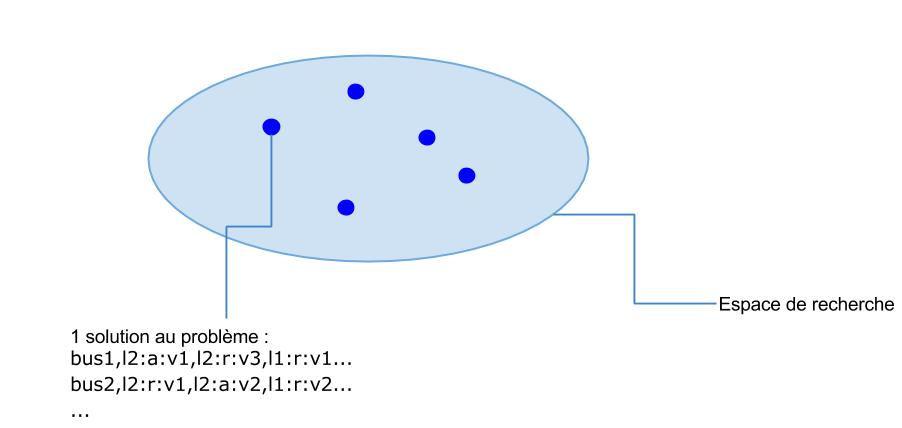 Espace de recherche
1 solution au problème :
bus1,l2:a:v1,l2:r:v3,l1:r:v1...
bus2,l2:r:v1,l2:a:v2,l1:r:v2...
...